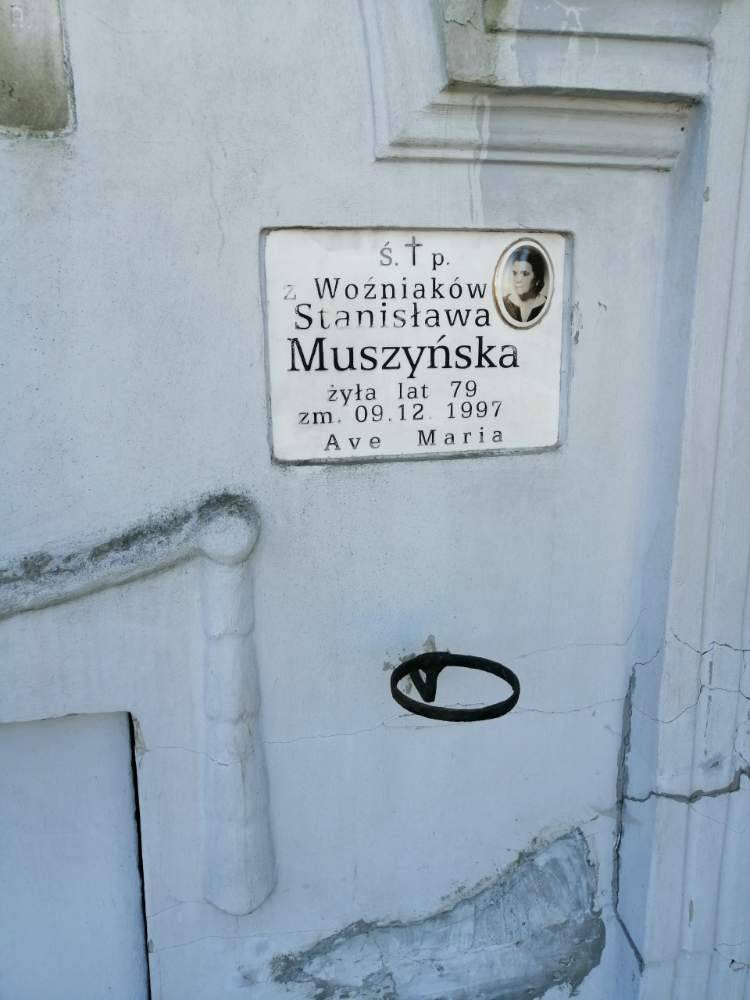 Ś. † p.
z Woźniaków
Stanisława
Muszyńska
żyła lat 79
zm. 09.12. 1997
Ave Maria